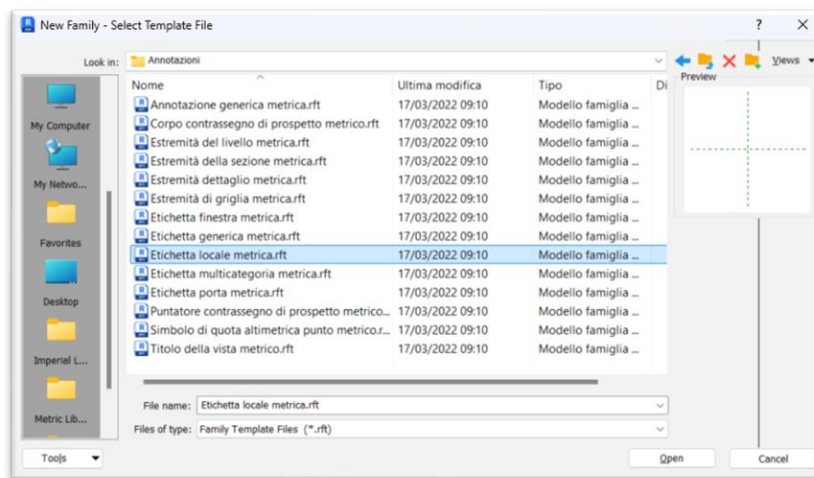 New Family - Select Template File
Look in: Annotazioni
Views
Preview
Nome Ultima modifica Tipo Di
Annotazione generica metrica.rft 17/03/2022 09:10 Modello famiglia ...
Corpo contrassegno di prospetto metrico.rft 17/03/2022 09:10 Modello famiglia ...
Estremità del livello metrica.rft 17/03/2022 09:10 Modello famiglia ...
Estremità della sezione metrica.rft 17/03/2022 09:10 Modello famiglia ...
Estremità dettaglio metrica.rft 17/03/2022 09:10 Modello famiglia ...
Estremità di griglia metrica.rft 17/03/2022 09:10 Modello famiglia ...
Etichetta finestra metrica.rft 17/03/2022 09:10 Modello famiglia ...
Etichetta generica metrica.rft 17/03/2022 09:10 Modello famiglia ...
Etichetta locale metrica.rft 17/03/2022 09:10 Modello famiglia ...
Etichetta multicategoria metrica.rft 17/03/2022 09:10 Modello famiglia ...
Etichetta porta metrica.rft 17/03/2022 09:10 Modello famiglia ...
Puntatore contrassegno di prospetto metrico... 17/03/2022 09:10 Modello famiglia ...
Simbolo di quota altimetrica punto metrico.r... 17/03/2022 09:10 Modello famiglia ...
Titolo della vista metrico.rft 17/03/2022 09:10 Modello famiglia ...
My Computer
My Netwo...
Favorites
Desktop
Imperial L...
Metric Lib...
File name: Etichetta locale metrica.rft
Files of type: Family Template Files (*.rft)
Tools
Open
Cancel